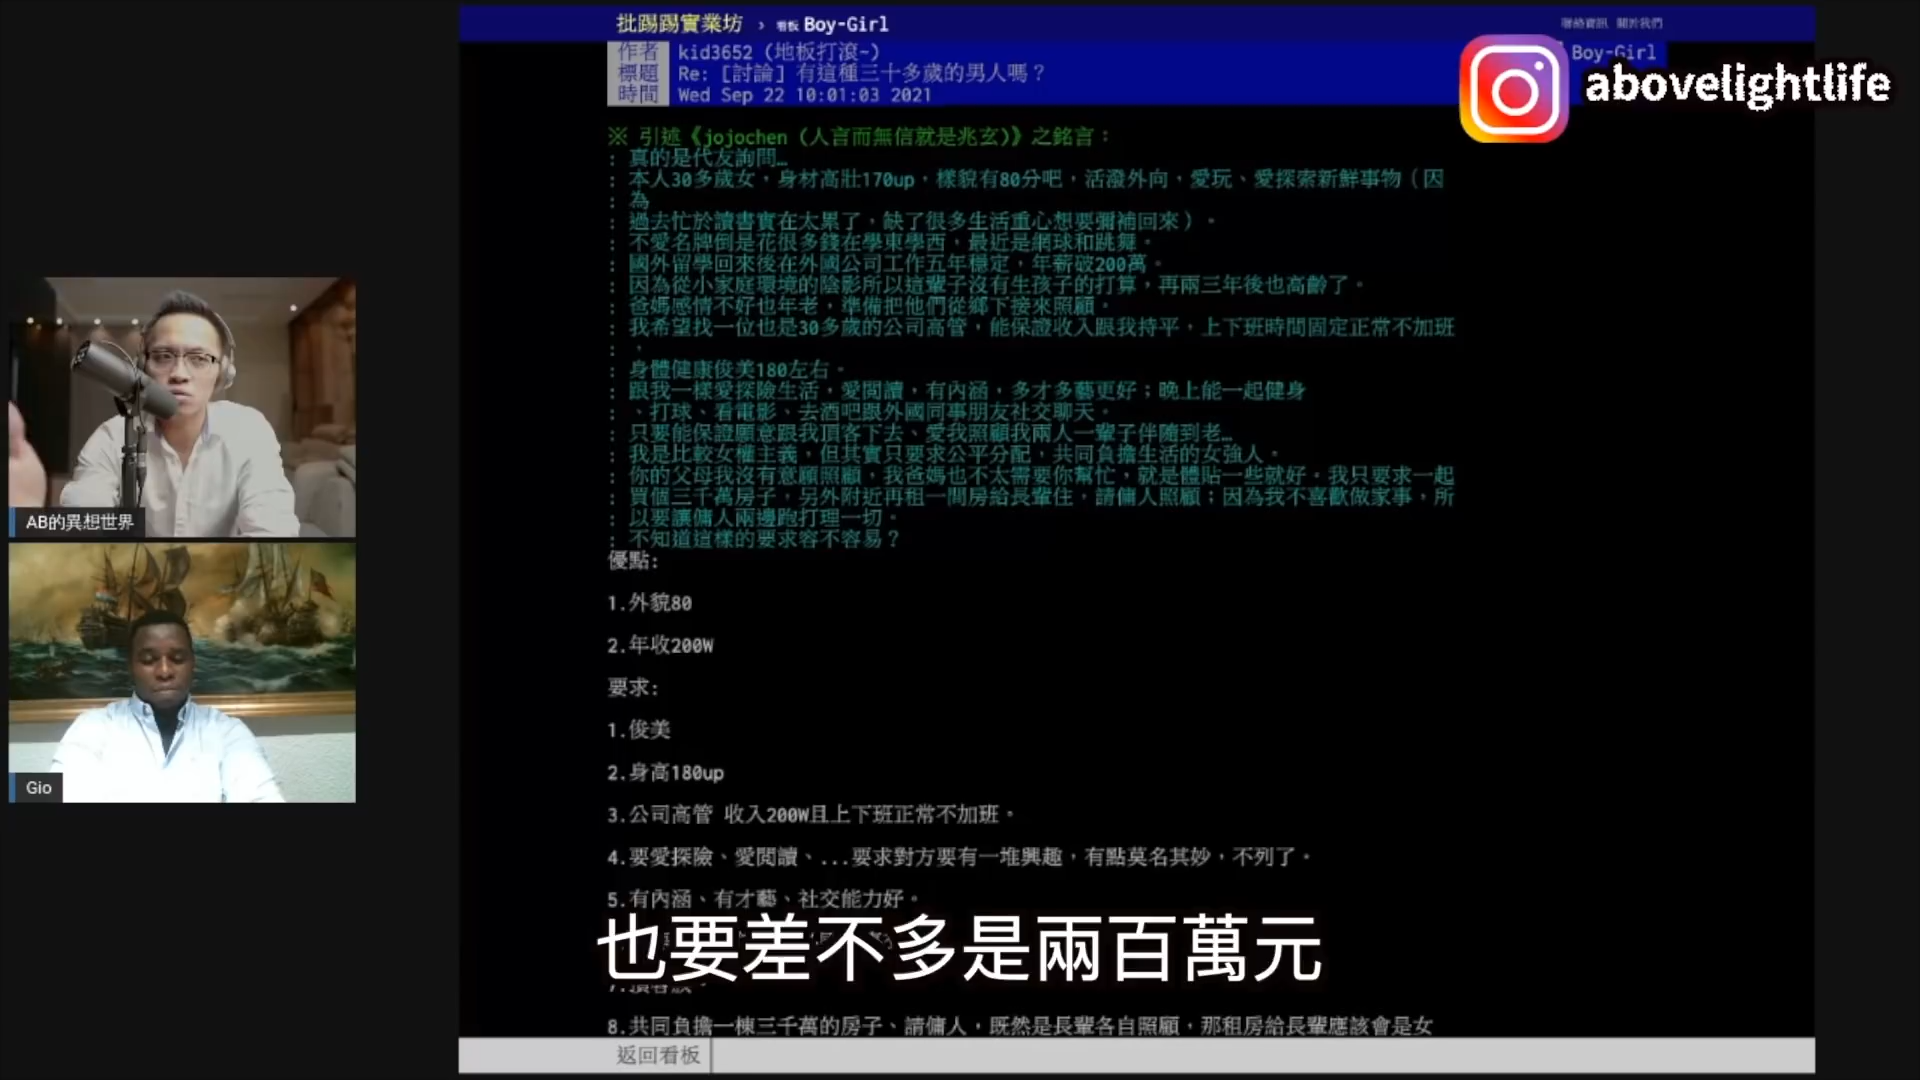 批踢踢實業坊 › 看板 Boy-Girl
聯絡資訊 關於我們
作者 kid3652 (地板打滾~)
Boy-Girl
標題 Re: [討論] 有這種三十多歲的男人嗎？
時間 Wed Sep 22 10:01:03 2021
abovelightlife
※ 引述《jojochen (人言而無信就是兆玄)》之銘言：
: 真的是代友詢問…
: 本人30多歲女，身材高壯170up，樣貌有80分吧，活潑外向，愛玩、愛探索新鮮事物（因
: 為
: 過去忙於讀書實在太累了，缺了很多生活重心想要彌補回來）。
: 不愛名牌倒是花很多錢在學東學西，最近是網球和跳舞。
: 國外留學回來後在外國公司工作五年穩定，年薪破200萬。
: 因為從小家庭環境的陰影所以這輩子沒有生孩子的打算，再兩三年後也高齡了。
: 爸媽感情不好也年老，準備把他們從鄉下接來照顧。
: 我希望找一位也是30多歲的公司高管，能保證收入跟我持平，上下班時間固定正常不加班
: ，
: 身體健康俊美180左右。
: 跟我一樣愛探險生活，愛閱讀，有內涵，多才多藝更好；晚上能一起健身
: 、打球、看電影、去酒吧跟外國同事朋友社交聊天。
: 只要能保證願意跟我頂客下去、愛我照顧我兩人一輩子伴隨到老…
: 我是比較女權主義，但其實只要求公平分配，共同負擔生活的女強人。
: 你的父母我沒有意願照顧，我爸媽也不太需要你幫忙，就是體貼一些就好。我只要求一起
: 買個三千萬房子，另外附近再租一間房給長輩住，請傭人照顧；因為我不喜歡做家事，所
: 以要讓傭人兩邊跑打理一切。
: 不知道這樣的要求容不容易？
優點:
1.外貌80
2.年收200W
要求:
1.俊美
2.身高180up
3.公司高管 收入200W且上下班正常不加班。
4.要愛探險、愛閱讀、...要求對方要有一堆興趣，有點莫名其妙，不列了。
5.有內涵、有才藝、社交能力好。
也要差不多是兩百萬元
8.共同負擔一棟三千萬的房子、請傭人，既然是長輩各自照顧，那租房給長輩應該會是女
返回看板
AB的異想世界
Gio